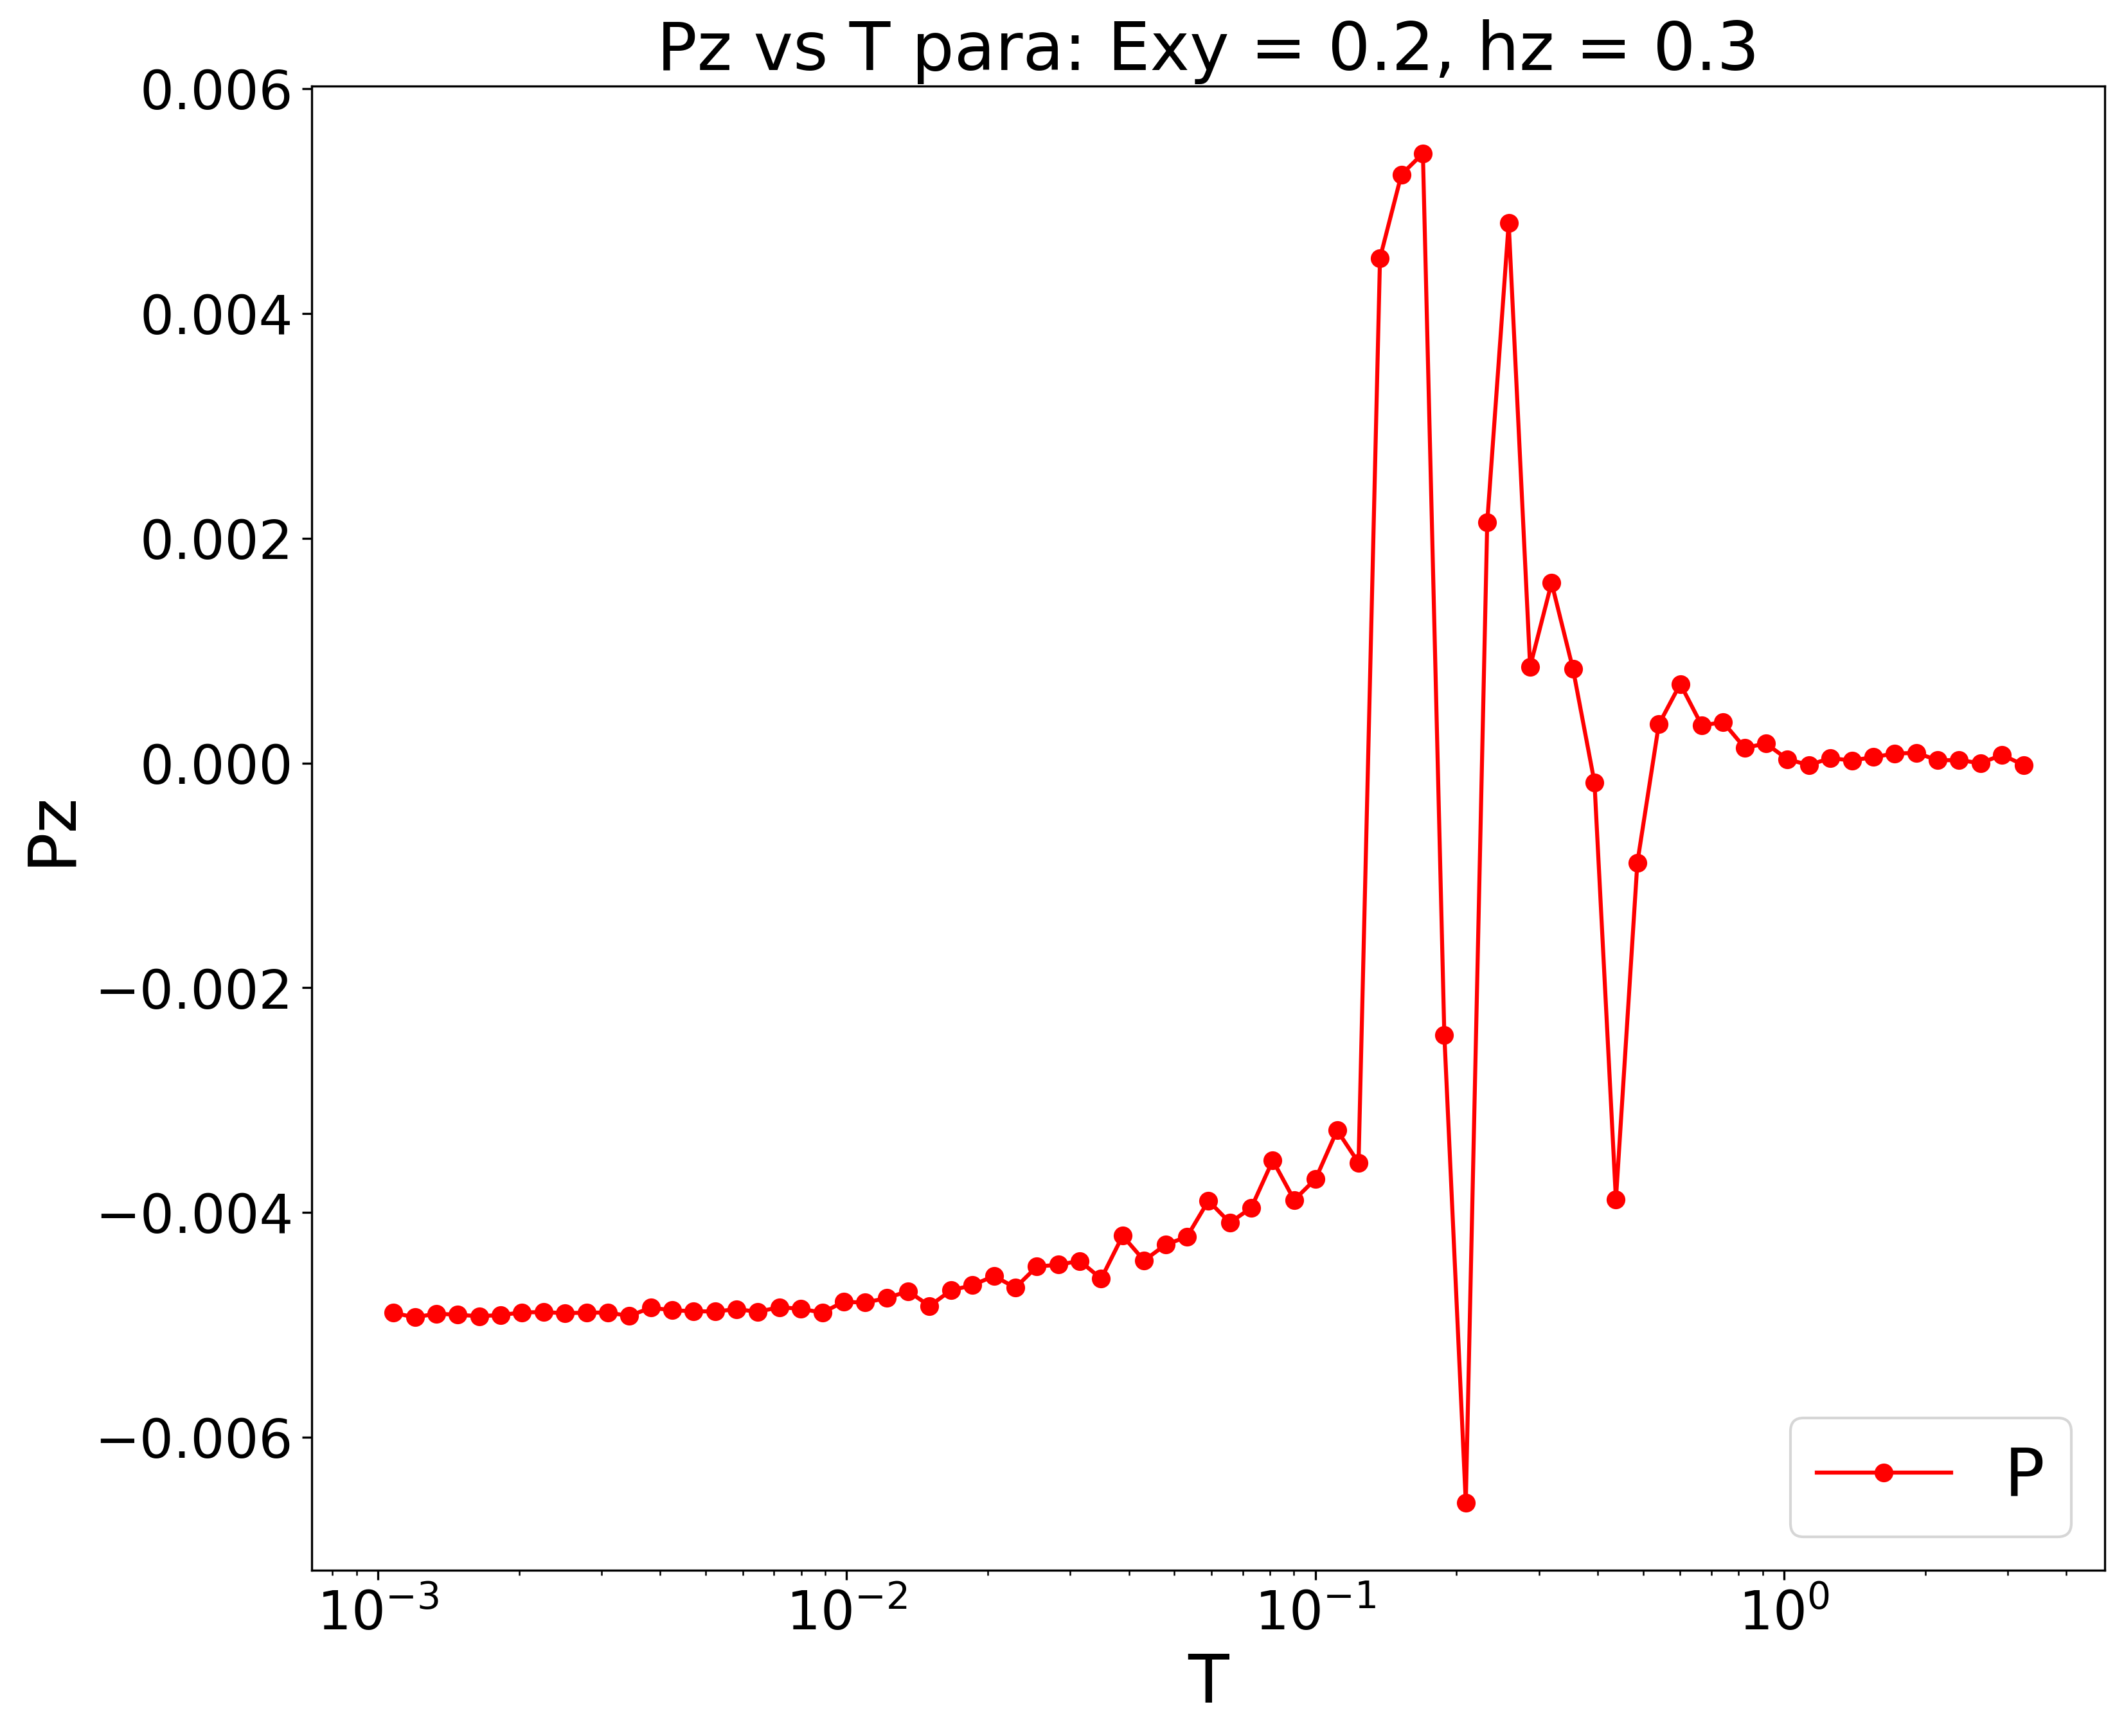 Pz vs T para: Exy = 0.2, hz = 0.3
0.006
0.004
0.002
0.000
−0.002
−0.004
−0.006
Pz
P
10⁻³ 10⁻² 10⁻¹ 10⁰
T